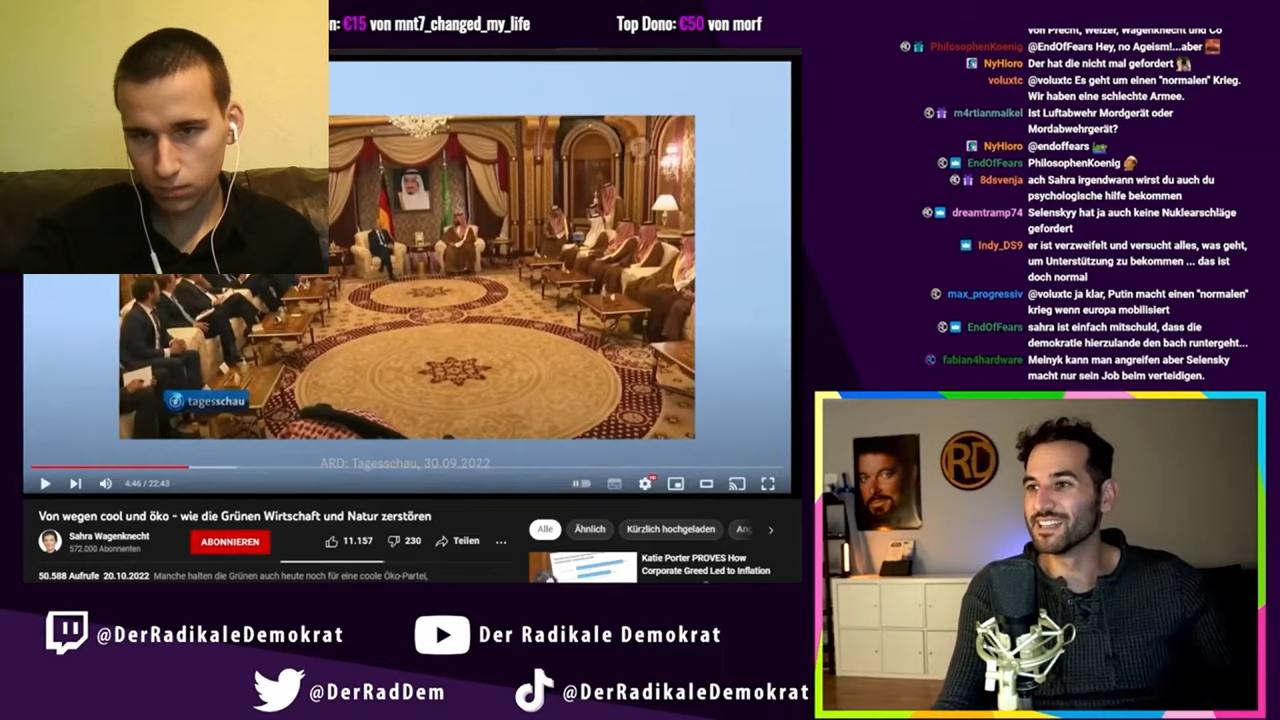 n: €15 von mnt7_changed_my_life
Top Dono: €50 von morf
von Precht, Welzer, Wagenknecht und Co
PhilosophenKoenig @EndOfFears Hey, no Ageism!...aber
NyHloro Der hat die nicht mal gefordert
voluxtc @voluxtc Es geht um einen "normalen" Krieg.
Wir haben eine schlechte Armee.
m4rtianmaikel Ist Luftabwehr Mordgerät oder
Mordabwehrgerät?
NyHloro @endoffears
EndOfFears PhilosophenKoenig
8dsvenja ach Sahra irgendwann wirst du auch du
psychologische hilfe bekommen
dreamtramp74 Selenskyy hat ja auch keine Nuklearschläge
gefordert
Indy_DS9 er ist verzweifelt und versucht alles, was geht,
um Unterstützung zu bekommen ... das ist
doch normal
max_progressiv @voluxtc ja klar, Putin macht einen "normalen"
krieg wenn europa mobilisiert
EndOfFears sahra ist einfach mitschuld, dass die
demokratie hierzulande den bach runtergeht...
fabian4hardware Melnyk kann man angreifen aber Selensky
macht nur sein Job beim verteidigen.
tagesschau
ARD: Tagesschau, 30.09.2022
4:46 / 22:43
Von wegen cool und öko - wie die Grünen Wirtschaft und Natur zerstören
Sahra Wagenknecht
572.000 Abonnenten
ABONNIEREN
11.157
230
Teilen
...
Alle
Ähnlich
Kürzlich hochgeladen
Ang
Katie Porter PROVES How
Corporate Greed Led to Inflation
50.588 Aufrufe 20.10.2022 Manche halten die Grünen auch heute noch für eine coole Öko-Partei,
RD
@DerRadikaleDemokrat
Der Radikale Demokrat
@DerRadDem
@DerRadikaleDemokrat